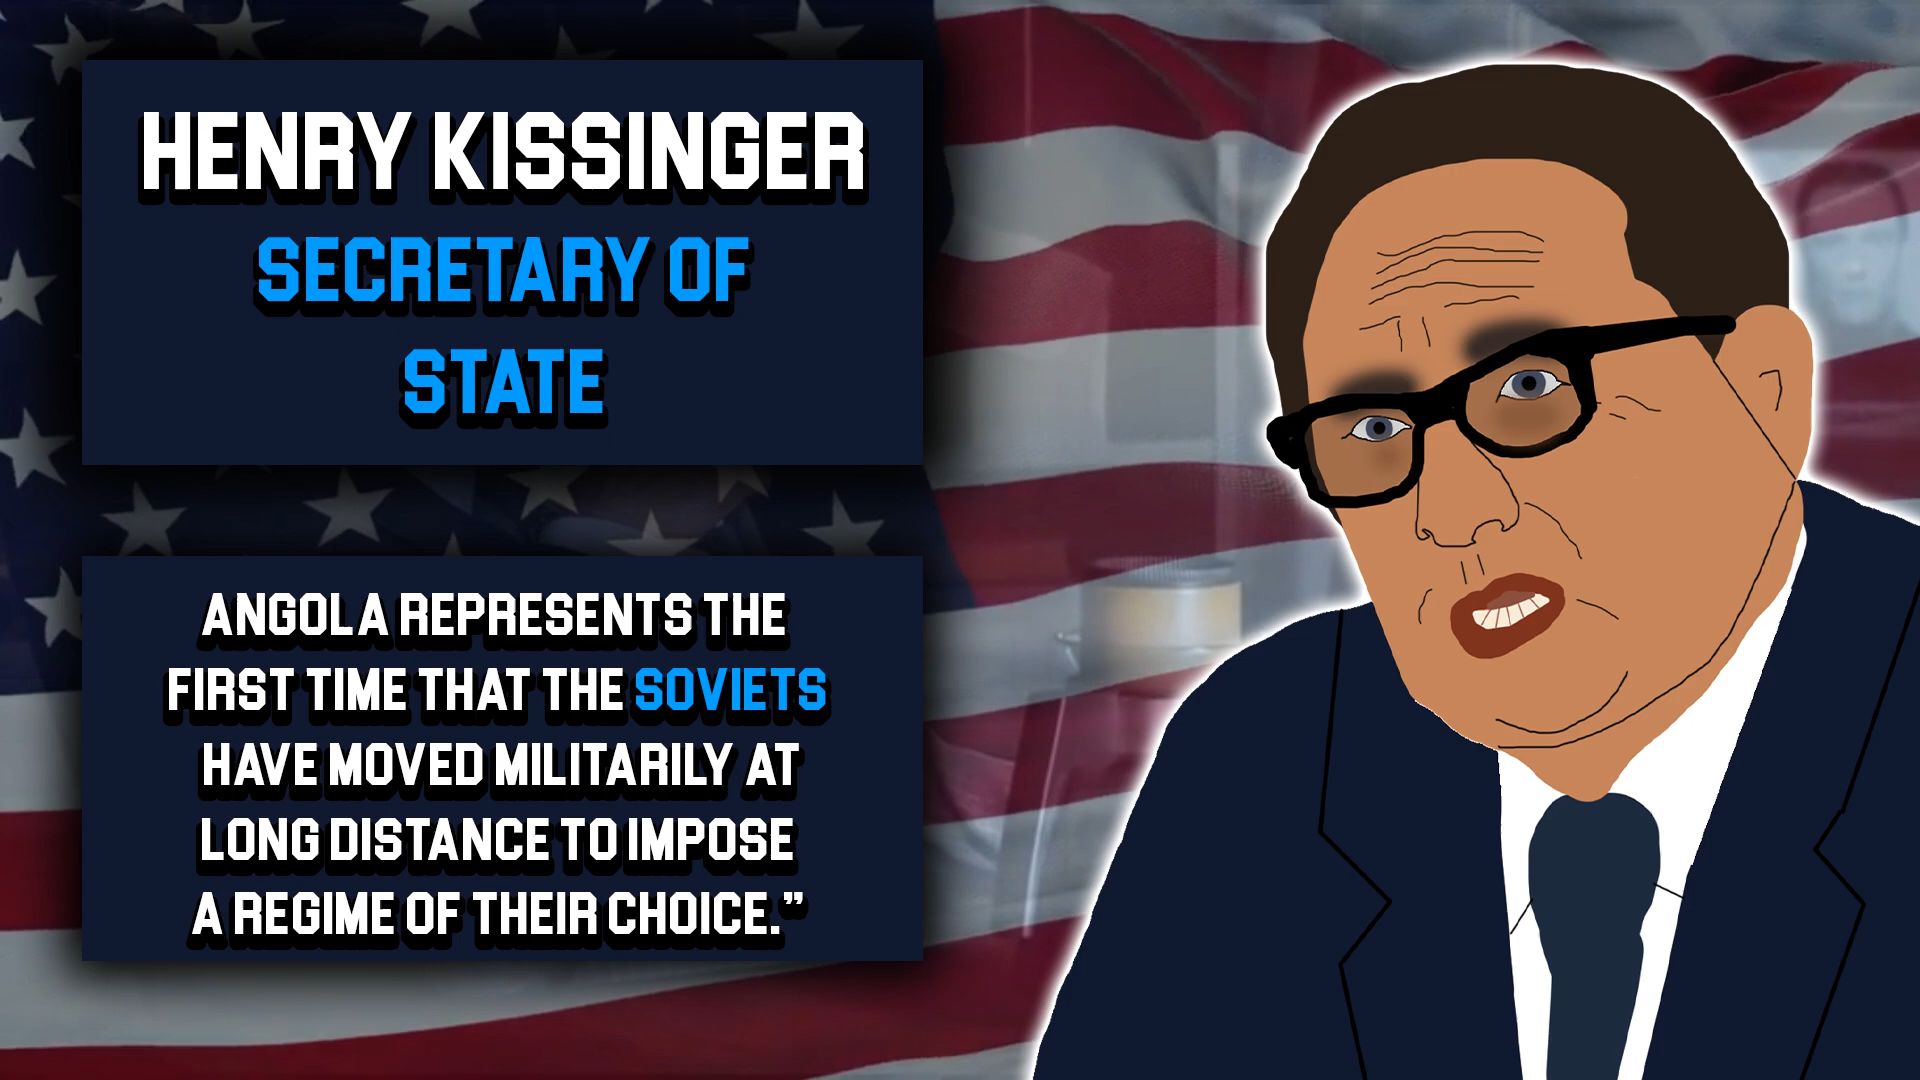 HENRY KISSINGER
SECRETARY OF
STATE
ANGOLA REPRESENTS THE
FIRST TIME THAT THE SOVIETS
HAVE MOVED MILITARILY AT
LONG DISTANCE TO IMPOSE
A REGIME OF THEIR CHOICE.”